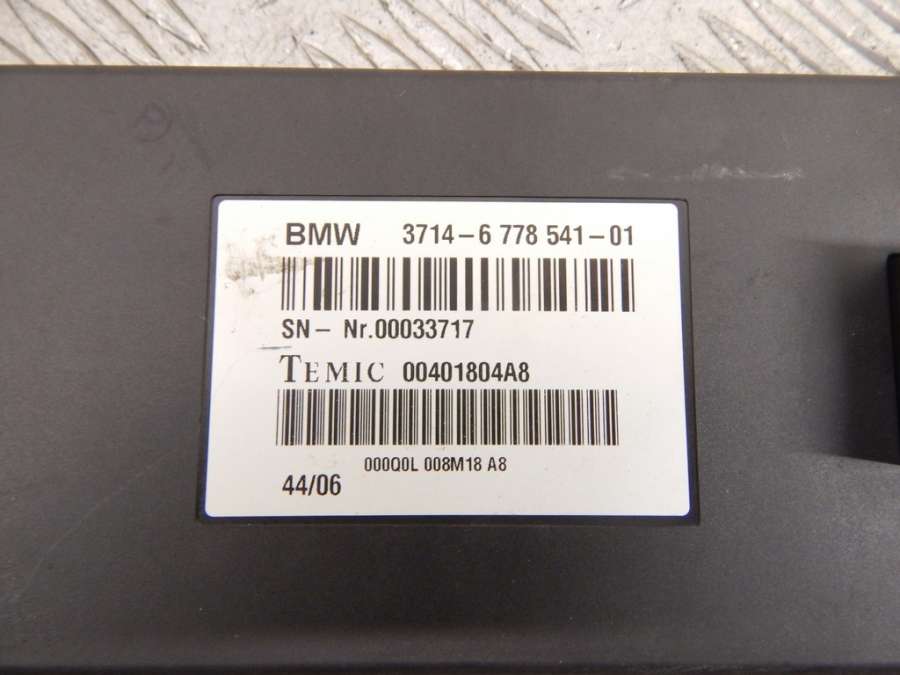 BMW 3714-6 778 541-01
SN- Nr.00033717
TEMIC 00401804A8
000Q0L 008M18 A8
44/06